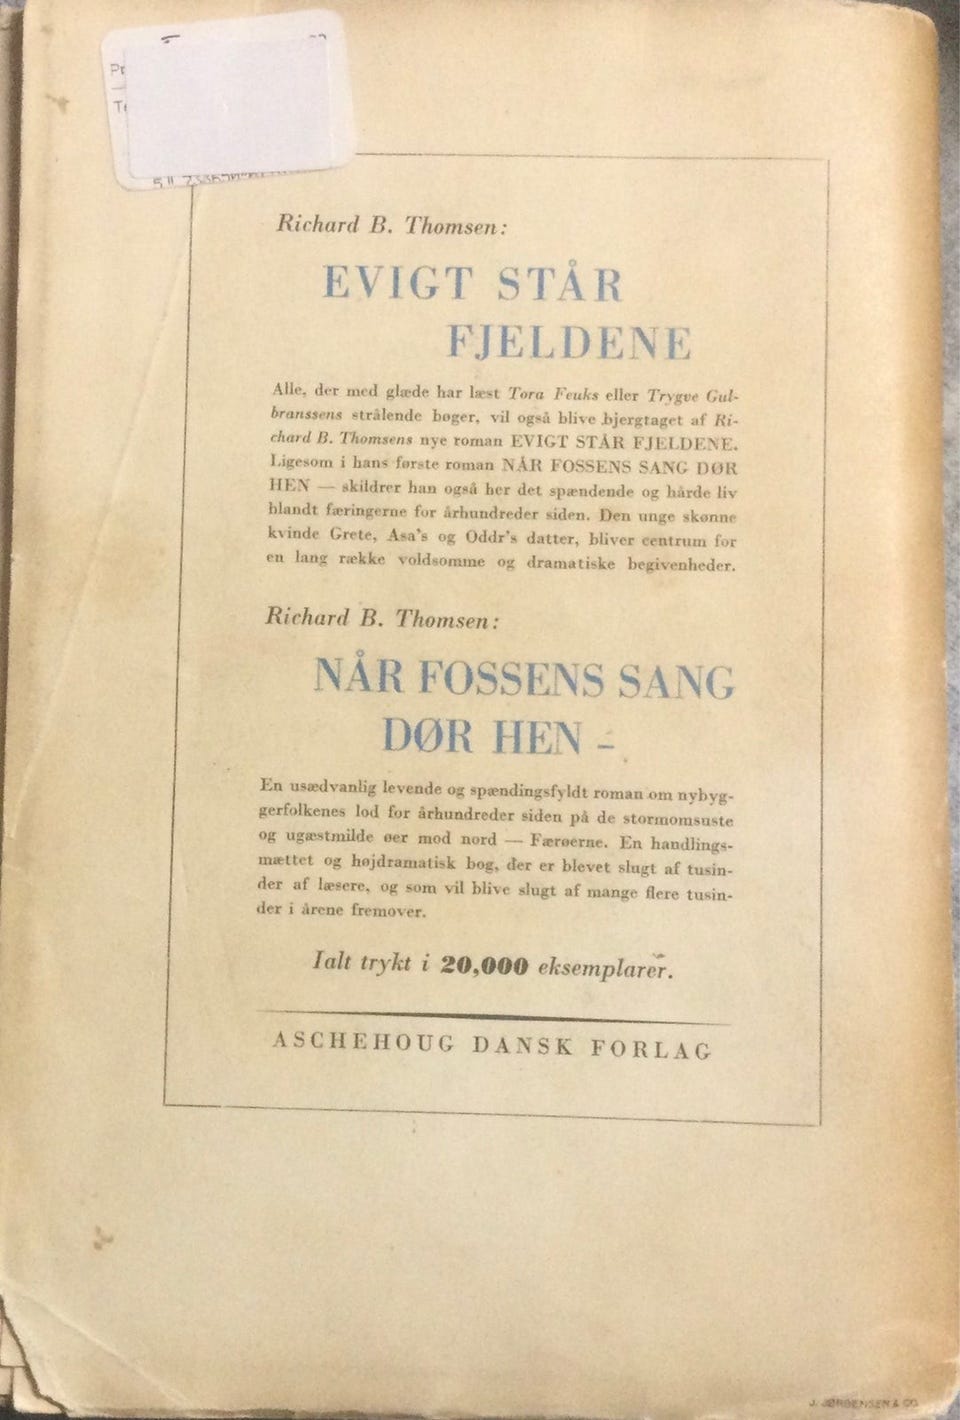 Richard B. Thomsen:
EVIGT STÅR
FJELDENE
Alle, der med glæde har læst Tora Feuks eller Trygve Gul-
branssens strålende bøger, vil også blive bjergtaget af Ri-
chard B. Thomsens nye roman EVIGT STÅR FJELDENE.
Ligesom i hans første roman NÅR FOSSENS SANG DØR
HEN — skildrer han også her det spændende og hårde liv
blandt færingerne for århundreder siden. Den unge skønne
kvinde Grete, Asa's og Oddr's datter, bliver centrum for
en lang række voldsomme og dramatiske begivenheder.
Richard B. Thomsen:
NÅR FOSSENS SANG
DØR HEN –
En usædvanlig levende og spændingsfyldt roman om nybyg-
gerfolkenes lod for århundreder siden på de stormomsuste
og ugæstmilde øer mod nord — Færøerne. En handlings-
mættet og højdramatisk bog, der er blevet slugt af tusin-
der af læsere, og som vil blive slugt af mange flere tusin-
der i årene fremover.
Ialt trykt i 20,000 eksemplarer.
ASCHEHOUG DANSK FORLAG
J. JØRGENSEN & CO